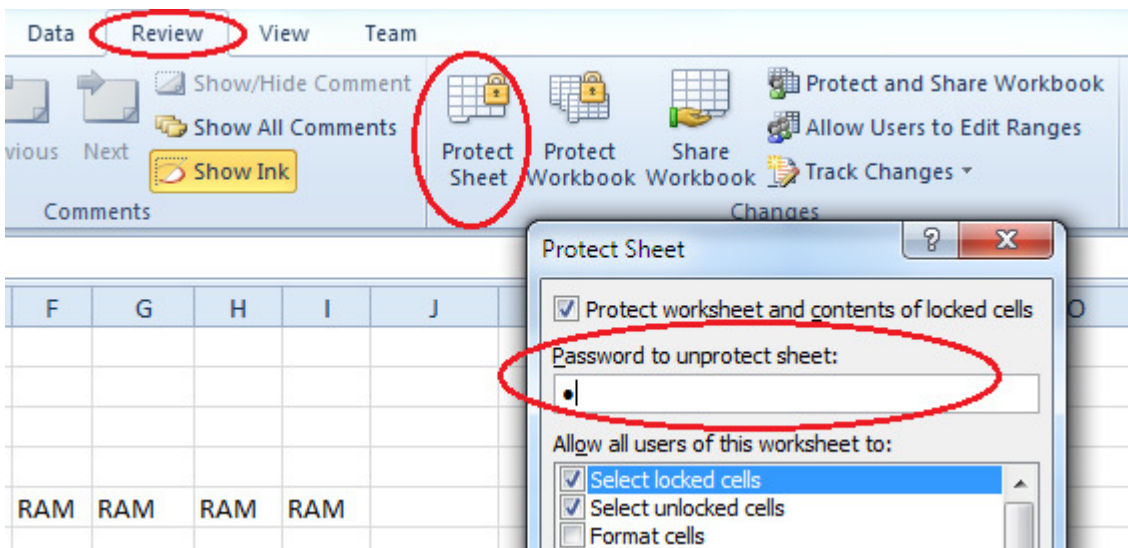 Data Review View Team
Show/Hide Comment
Show All Comments
Show Ink
vious Next
Comments
Protect Sheet
Protect Workbook
Share Workbook
Protect and Share Workbook
Allow Users to Edit Ranges
Track Changes
Changes
Protect Sheet
? X
Protect worksheet and contents of locked cells
Password to unprotect sheet:
Allow all users of this worksheet to:
Select locked cells
Select unlocked cells
Format cells
F G H I J O
RAM RAM RAM RAM